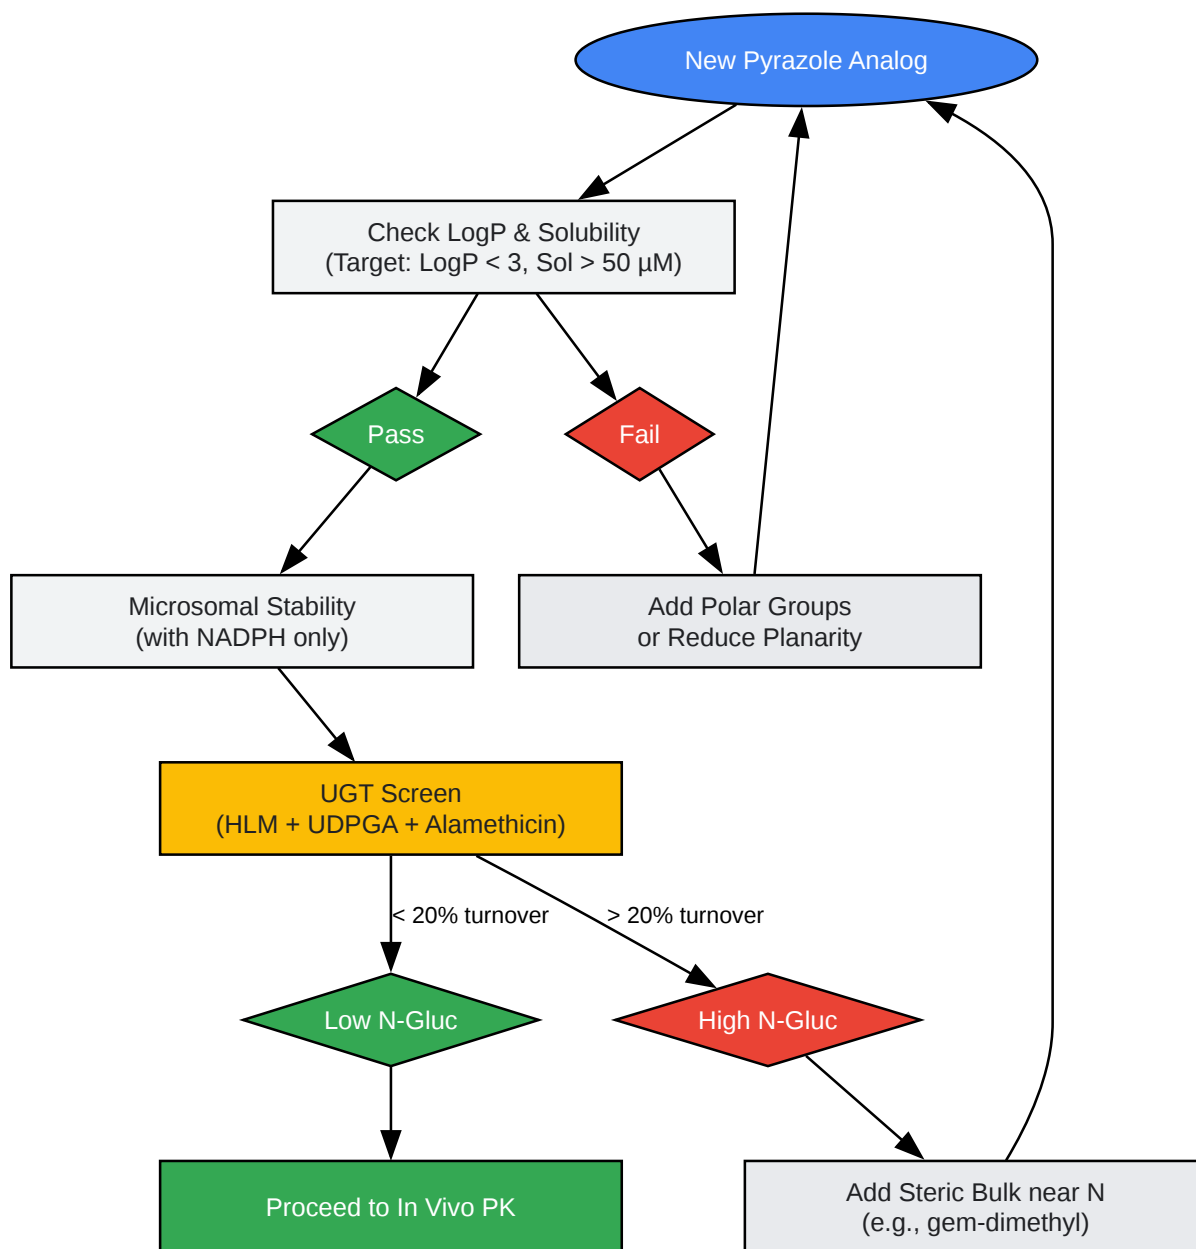 New Pyrazole Analog
Check LogP & Solubility
(Target: LogP < 3, Sol > 50 µM)
Pass
Fail
Microsomal Stability
(with NADPH only)
Add Polar Groups
or Reduce Planarity
UGT Screen
(HLM + UDPGA + Alamethicin)
< 20% turnover
> 20% turnover
Low N-Gluc
High N-Gluc
Proceed to In Vivo PK
Add Steric Bulk near N
(e.g., gem-dimethyl)